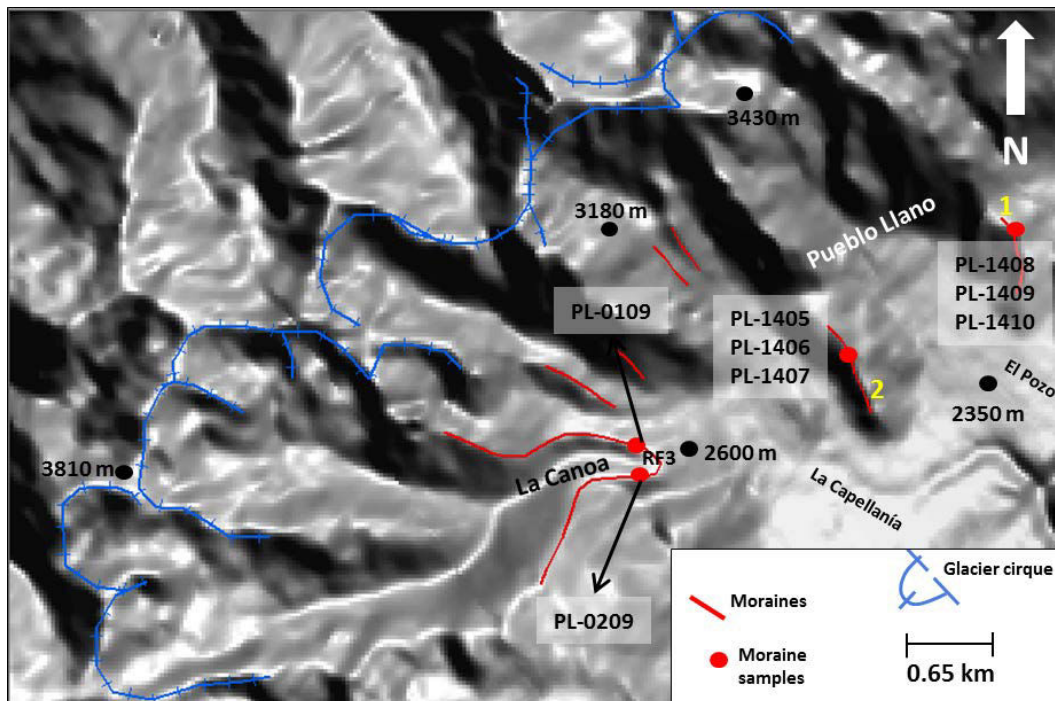 3430 m
N
3180 m
Pueblo Llano
1
PL-1408
PL-1409
PL-1410
PL-0109
PL-1405
PL-1406
PL-1407
El Pozo
2
2350 m
3810 m
La Canoa
RF3
2600 m
La Capellanía
PL-0209
Glacier cirque
Moraines
Moraine
samples
0.65 km